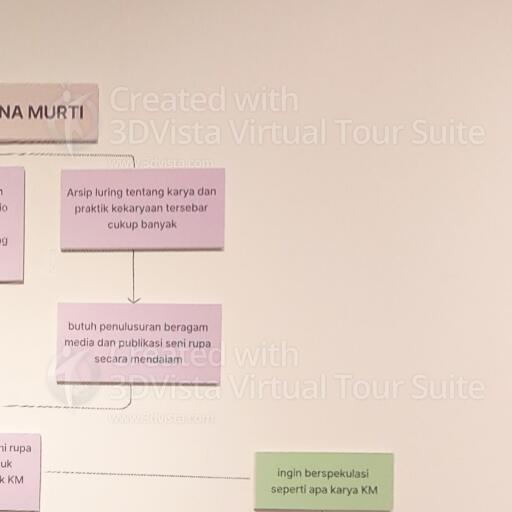 NA MURTI
Created with
3DVista Virtual Tour Suite
www.3dvista.com
Arsip luring tentang karya dan
praktik kekaryaan tersebar
cukup banyak
butuh penulusuran beragam
media dan publikasi seni rupa
secara mendalam
Created with
3DVista Virtual Tour Suite
www.3dvista.com
ni rupa
uk
k KM
ingin berspekulasi
seperti apa karya KM